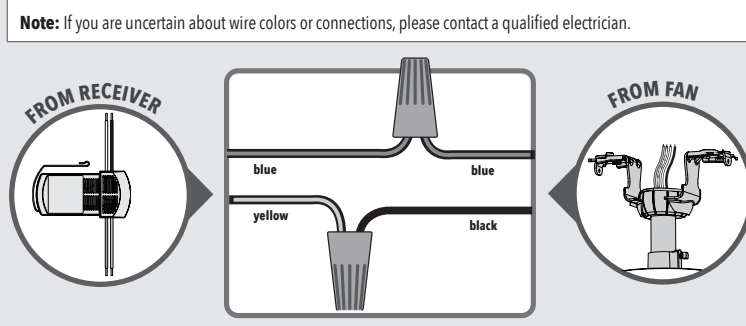 Note: If you are uncertain about wire colors or connections, please contact a qualified electrician.
FROM RECEIVER
FROM FAN
blue
blue
yellow
black